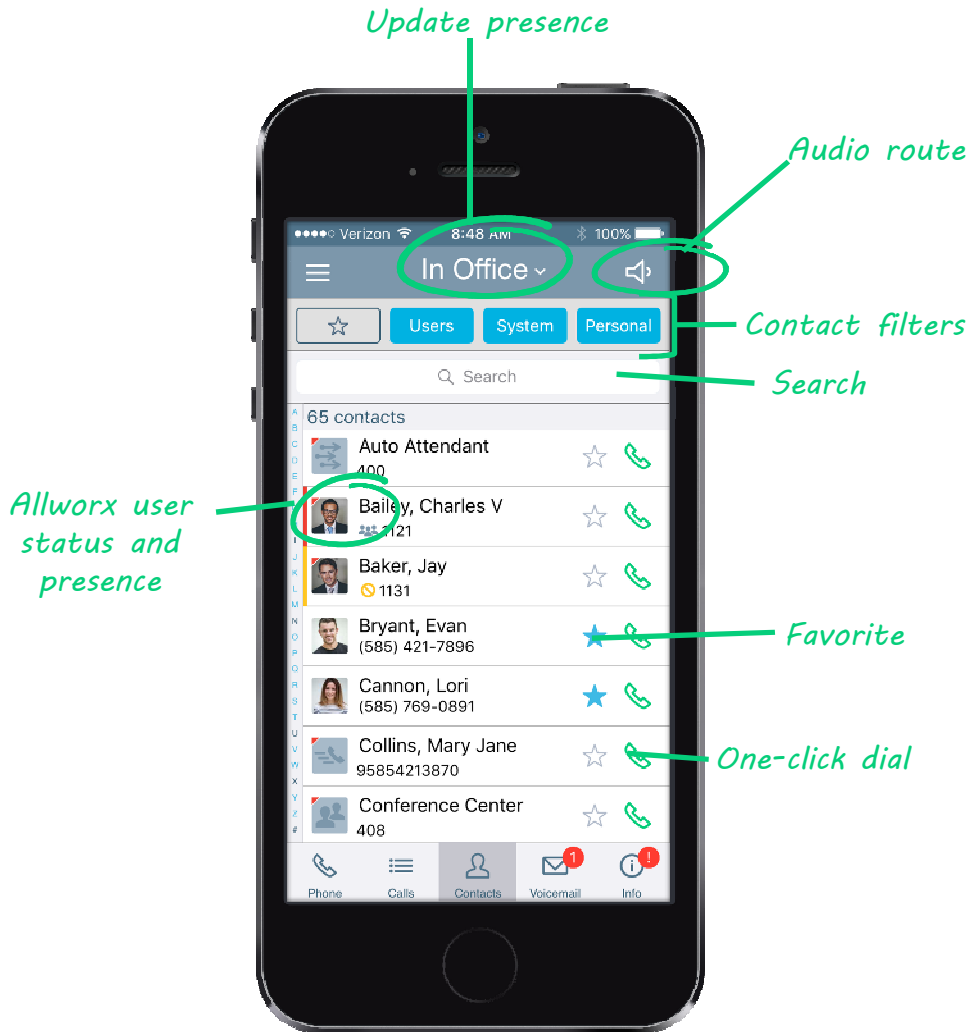 Update presence
Audio route
Verizon 8:48 AM 100%
In Office
Users System Personal
Contact filters
Search
Search
A
B
C
D
E
F
I
J
K
L
M
N
O
P
Q
R
S
T
U
V
W
X
Y
Z
#
65 contacts
Auto Attendant
400
Allworx user
status and
presence
Bailey, Charles V
1121
Baker, Jay
1131
Bryant, Evan
(585) 421-7896
Favorite
Cannon, Lori
(585) 769-0891
Collins, Mary Jane
95854213870
One-click dial
Conference Center
408
1 !
Phone Calls Contacts Voicemail Info